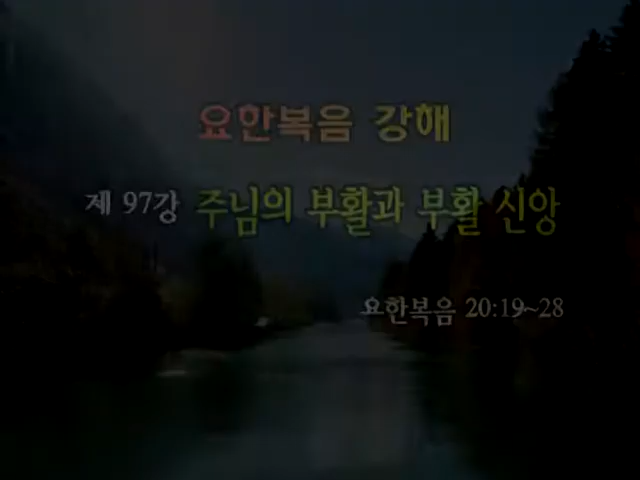 요한복음 강해
제 97강 주님의 부활과 부활 신앙
요한복음 20:19~28